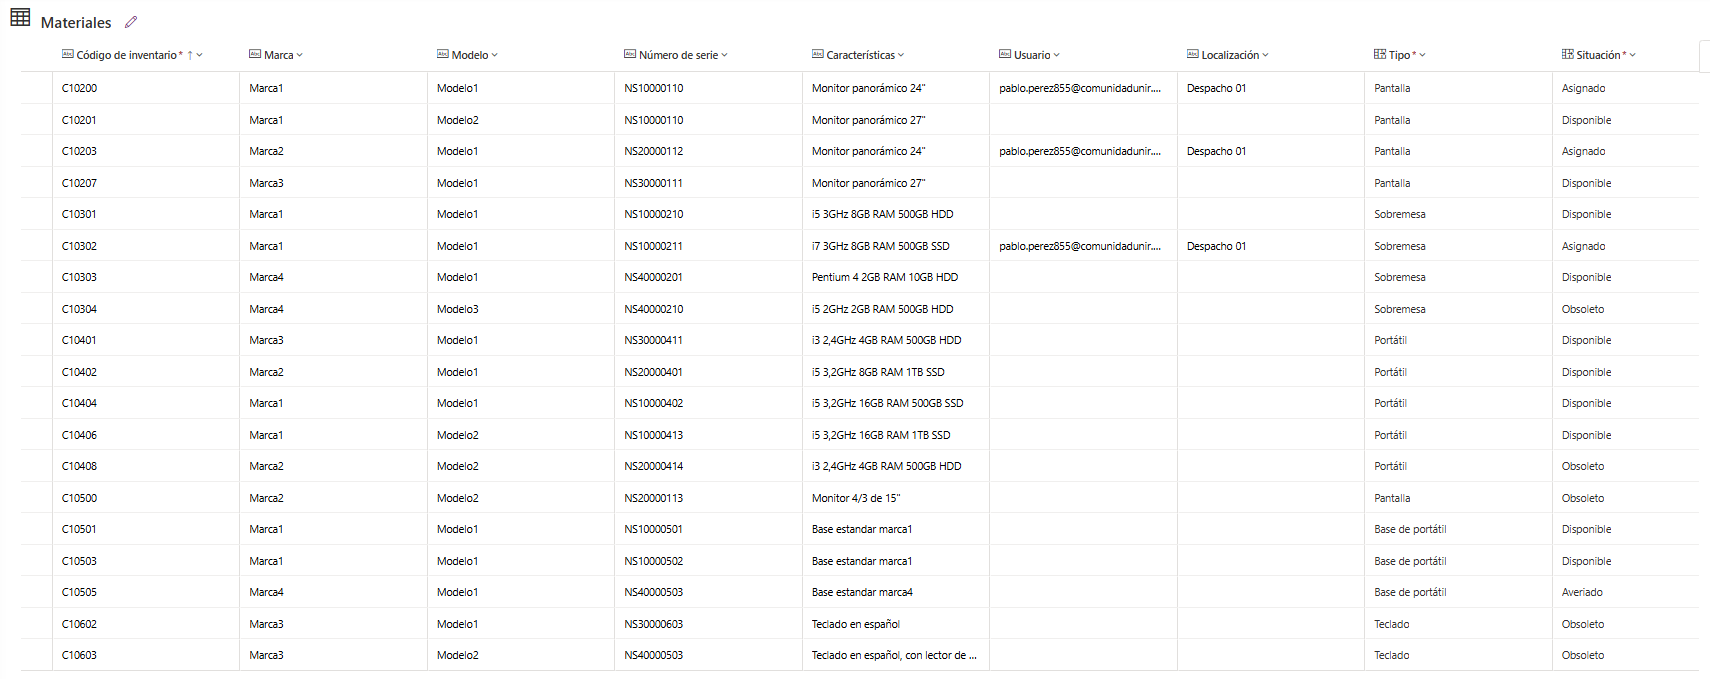 Materiales
Código de inventario * Marca Modelo Número de serie Características Usuario Localización Tipo * Situación *
C10200 Marca1 Modelo1 NS10000110 Monitor panorámico 24" pablo.perez855@comunidadunir.... Despacho 01 Pantalla Asignado
C10201 Marca1 Modelo2 NS10000110 Monitor panorámico 27" Pantalla Disponible
C10203 Marca2 Modelo1 NS20000112 Monitor panorámico 24" pablo.perez855@comunidadunir.... Despacho 01 Pantalla Asignado
C10207 Marca3 Modelo1 NS30000111 Monitor panorámico 27" Pantalla Disponible
C10301 Marca1 Modelo1 NS10000210 i5 3GHz 8GB RAM 500GB HDD Sobremesa Disponible
C10302 Marca1 Modelo1 NS10000211 i7 3GHz 8GB RAM 500GB SSD pablo.perez855@comunidadunir.... Despacho 01 Sobremesa Asignado
C10303 Marca4 Modelo1 NS40000201 Pentium 4 2GB RAM 10GB HDD Sobremesa Disponible
C10304 Marca4 Modelo3 NS40000210 i5 2GHz 2GB RAM 500GB HDD Sobremesa Obsoleto
C10401 Marca3 Modelo1 NS30000411 i3 2,4GHz 4GB RAM 500GB HDD Portátil Disponible
C10402 Marca2 Modelo1 NS20000401 i5 3,2GHz 8GB RAM 1TB SSD Portátil Disponible
C10404 Marca1 Modelo1 NS10000402 i5 3,2GHz 16GB RAM 500GB SSD Portátil Disponible
C10406 Marca1 Modelo2 NS10000413 i5 3,2GHz 16GB RAM 1TB SSD Portátil Disponible
C10408 Marca2 Modelo2 NS20000414 i3 2,4GHz 4GB RAM 500GB HDD Portátil Obsoleto
C10500 Marca2 Modelo2 NS20000113 Monitor 4/3 de 15" Pantalla Obsoleto
C10501 Marca1 Modelo1 NS10000501 Base estandar marca1 Base de portátil Disponible
C10503 Marca1 Modelo1 NS10000502 Base estandar marca1 Base de portátil Disponible
C10505 Marca4 Modelo1 NS40000503 Base estandar marca4 Base de portátil Averiado
C10602 Marca3 Modelo1 NS30000603 Teclado en español Teclado Obsoleto
C10603 Marca3 Modelo2 NS40000503 Teclado en español, con lector de ... Teclado Obsoleto